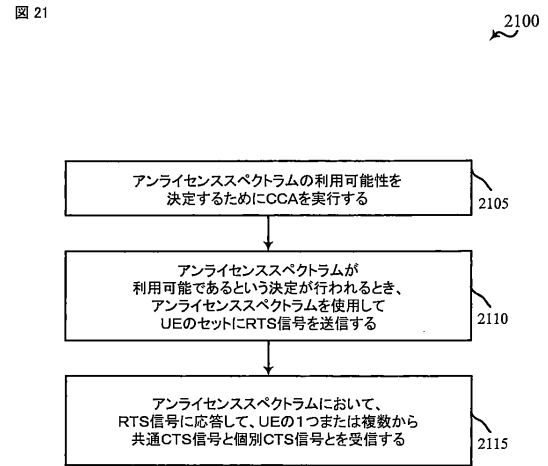 図 21
2100
アンライセンススペクトラムの利用可能性を
決定するためにCCAを実行する
2105
アンライセンススペクトラムが
利用可能であるという決定が行われるとき、
アンライセンススペクトラムを使用して
UEのセットにRTS信号を送信する
2110
アンライセンススペクトラムにおいて、
RTS信号に応答して、UEの1つまたは複数から
共通CTS信号と個別CTS信号とを受信する
2115